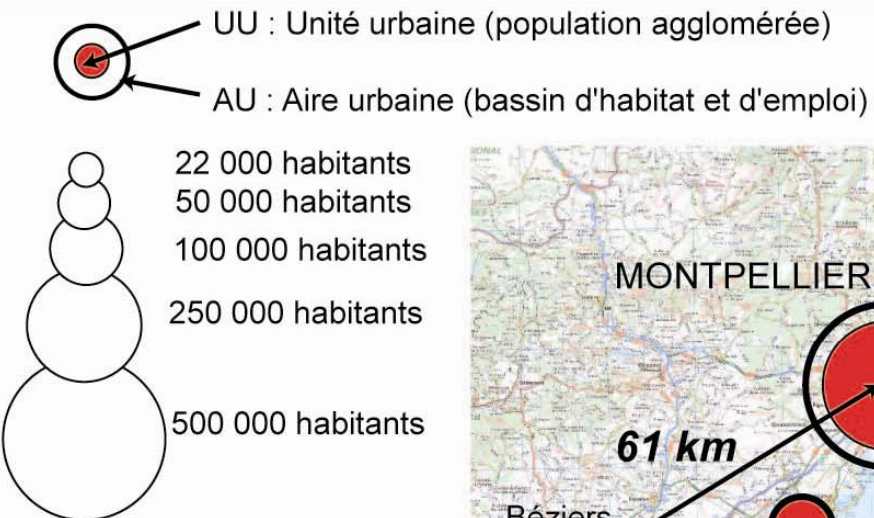 UU : Unité urbaine (population agglomérée)
AU : Aire urbaine (bassin d'habitat et d'emploi)
22 000 habitants
50 000 habitants
100 000 habitants
250 000 habitants
500 000 habitants
MONTPELLIER
61 km
Béziers